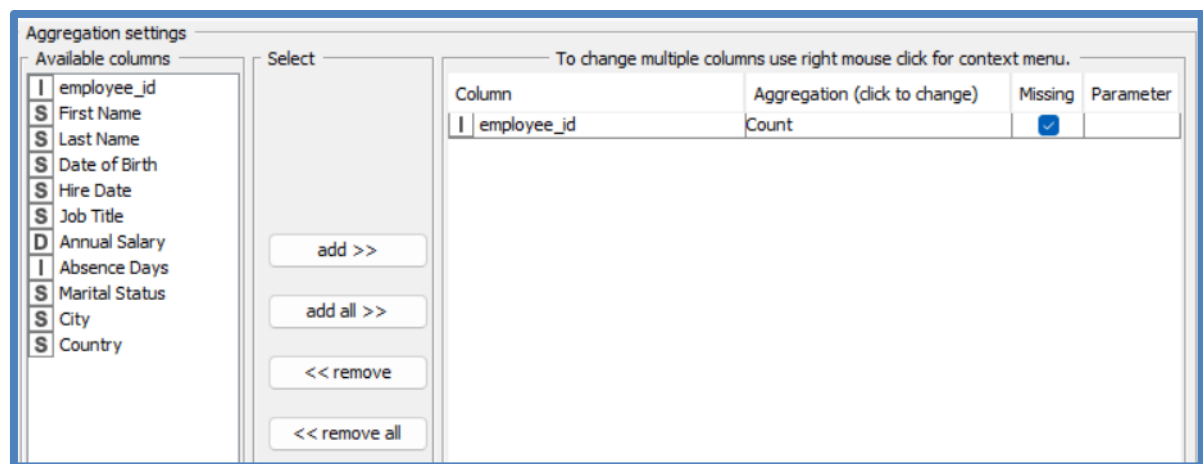 Aggregation settings
Available columns
I employee_id
S First Name
S Last Name
S Date of Birth
S Hire Date
S Job Title
D Annual Salary
I Absence Days
S Marital Status
S City
S Country
Select
add >>
add all >>
<< remove
<< remove all
To change multiple columns use right mouse click for context menu.
Column Aggregation (click to change) Missing Parameter
I employee_id Count